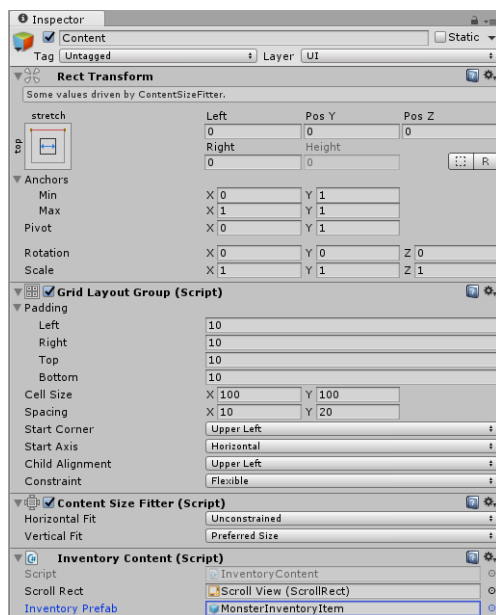 Inspector
Content Static
Tag Untagged Layer UI
Rect Transform
Some values driven by ContentSizeFitter.
stretch Left Pos Y Pos Z
top 0 0 0
Right Height
0 0 R
Anchors
Min X 0 Y 1
Max X 1 Y 1
Pivot X 0 Y 1
Rotation X 0 Y 0 Z 0
Scale X 1 Y 1 Z 1
Grid Layout Group (Script)
Padding
Left 10
Right 10
Top 10
Bottom 10
Cell Size X 100 Y 100
Spacing X 10 Y 20
Start Corner Upper Left
Start Axis Horizontal
Child Alignment Upper Left
Constraint Flexible
Content Size Fitter (Script)
Horizontal Fit Unconstrained
Vertical Fit Preferred Size
Inventory Content (Script)
Script InventoryContent
Scroll Rect Scroll View (ScrollRect)
Inventory Prefab MonsterInventoryItem